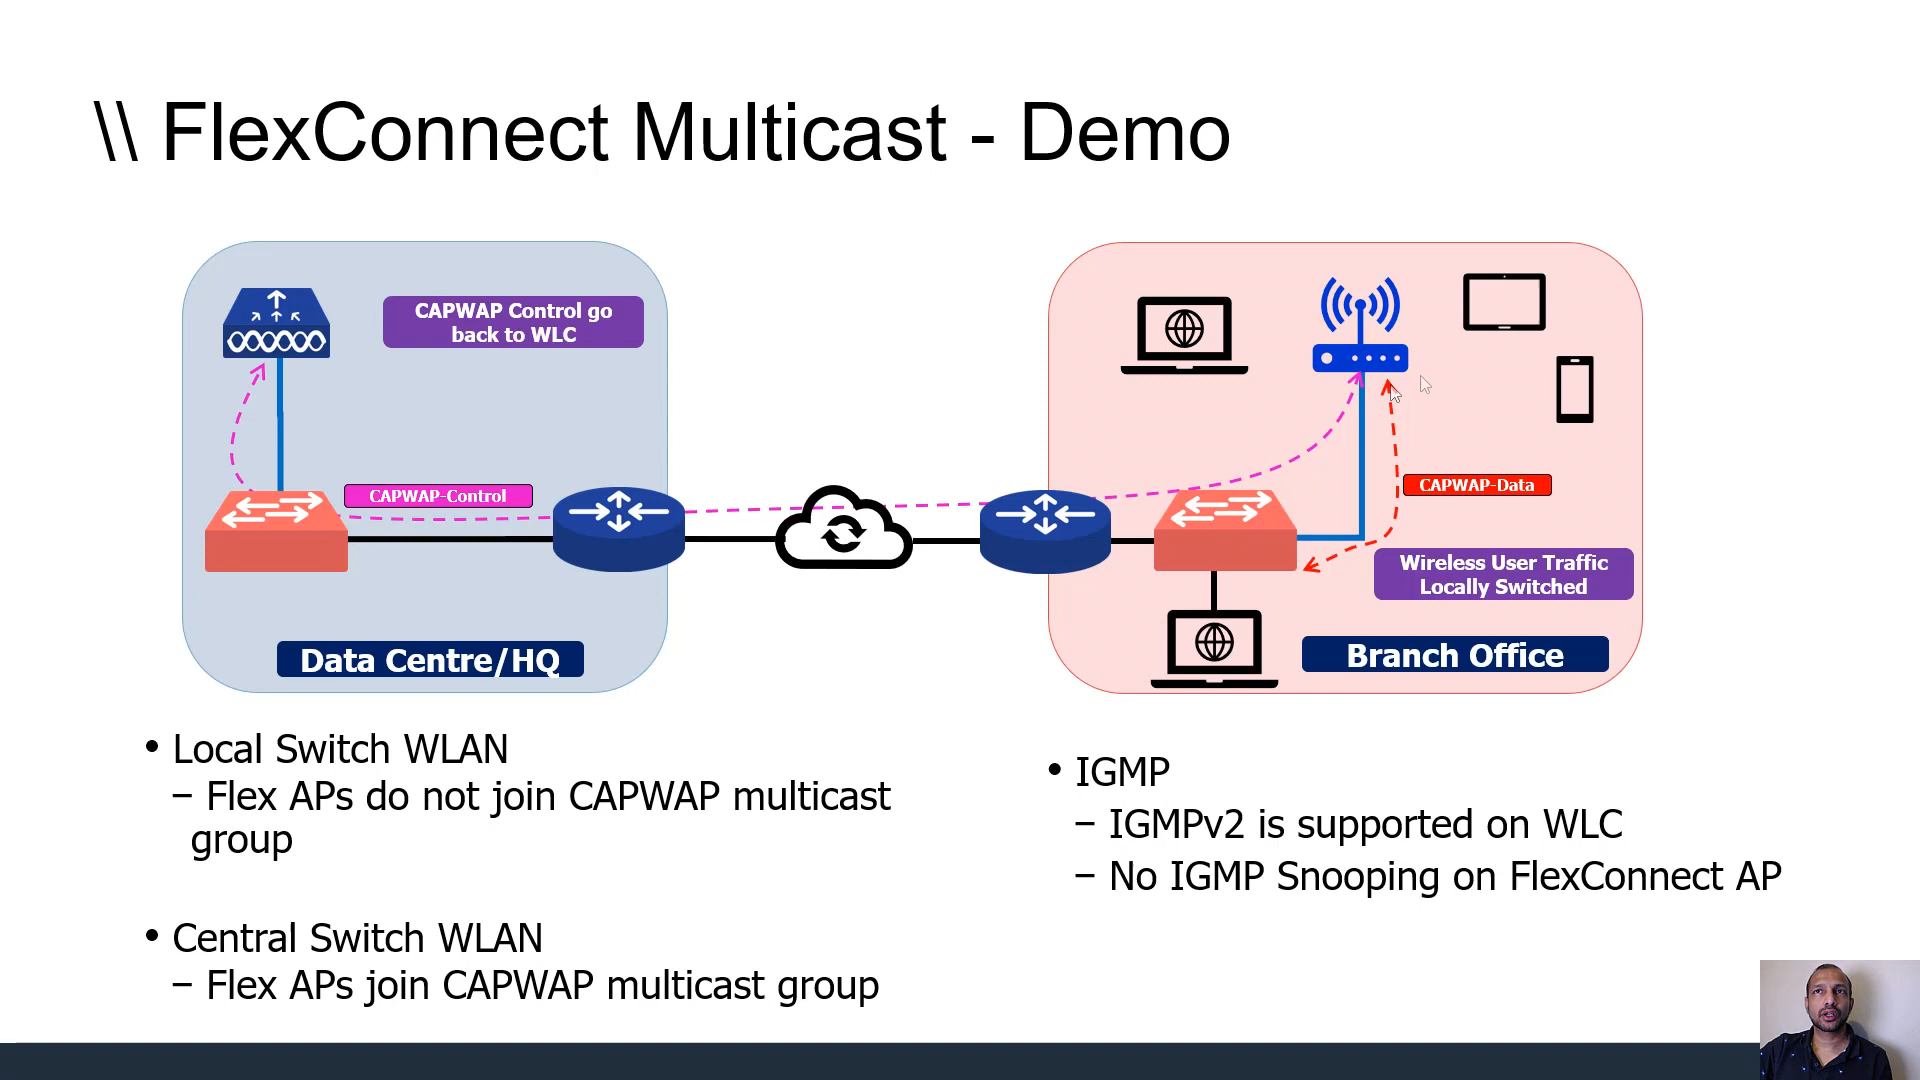 \\ FlexConnect Multicast - Demo
CAPWAP Control go
back to WLC
CAPWAP-Control
CAPWAP-Data
Wireless User Traffic
Locally Switched
Data Centre/HQ
Branch Office
• Local Switch WLAN
– Flex APs do not join CAPWAP multicast
group
• Central Switch WLAN
– Flex APs join CAPWAP multicast group
• IGMP
– IGMPv2 is supported on WLC
– No IGMP Snooping on FlexConnect AP